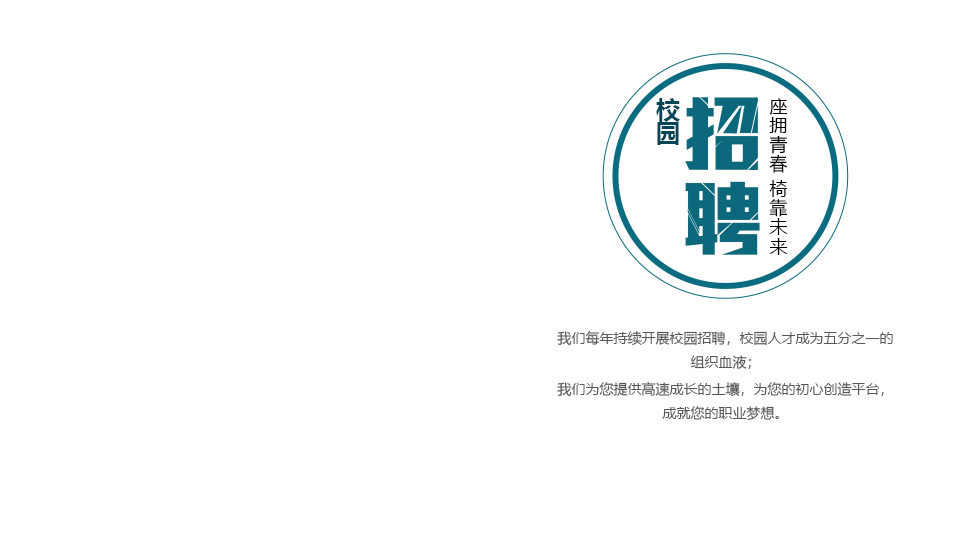 校园
招聘
座拥青春 椅靠未来
我们每年持续开展校园招聘，校园人才成为五分之一的
组织血液；
我们为您提供高速成长的土壤，为您的初心创造平台，
成就您的职业梦想。